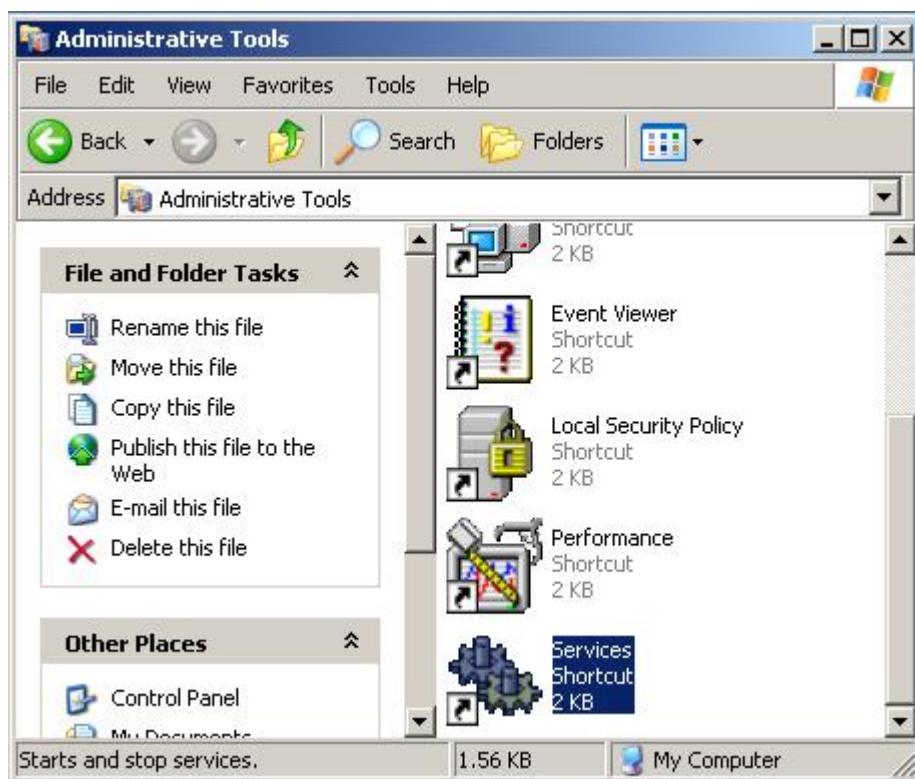 Administrative Tools
File Edit View Favorites Tools Help
Back Search Folders
Address Administrative Tools
File and Folder Tasks
Rename this file
Move this file
Copy this file
Publish this file to the
Web
E-mail this file
Delete this file
Other Places
Control Panel
My Documents
Shortcut
2 KB
Event Viewer
Shortcut
2 KB
Local Security Policy
Shortcut
2 KB
Performance
Shortcut
2 KB
Services
Shortcut
2 KB
Starts and stop services. 1.56 KB My Computer